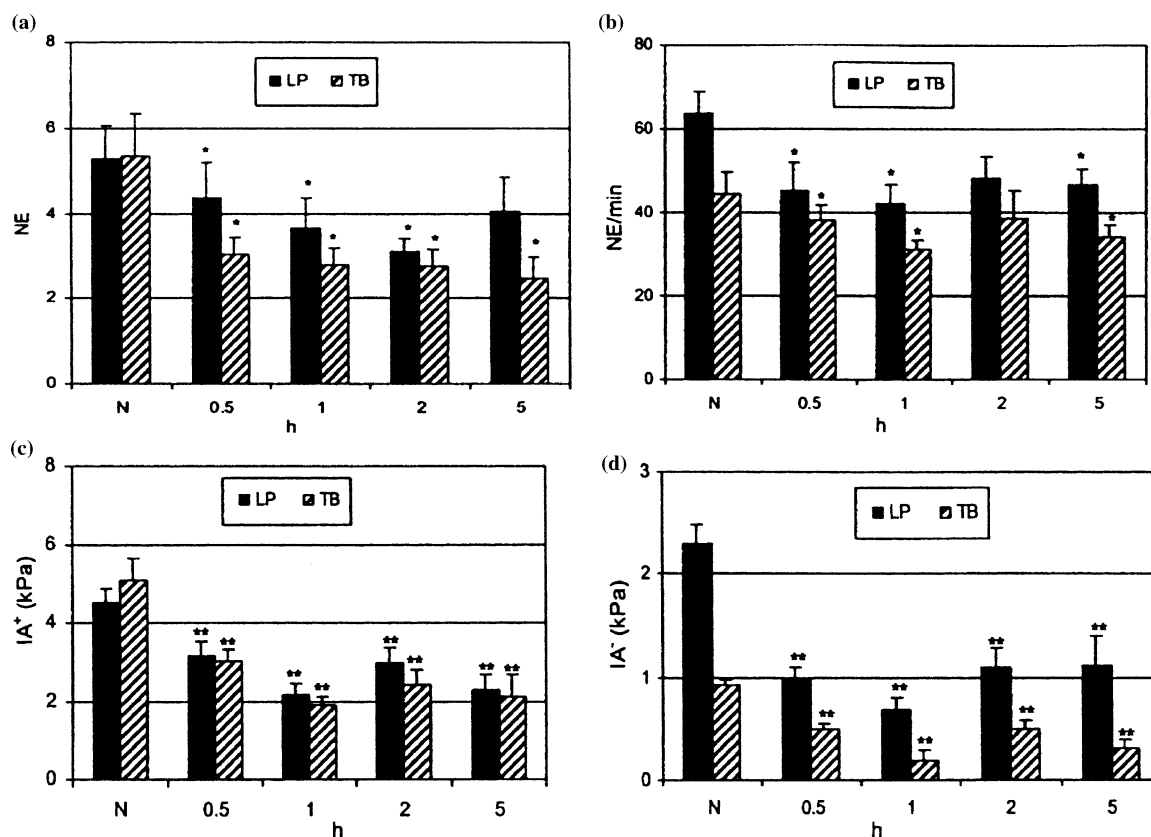 (a)
8
6
4
2
0
NE
LP TB
* * * * * * *
N 0.5 1 2 5
h
(b)
80
60
40
20
0
NE/min
LP TB
* * * * * *
N 0.5 1 2 5
h
(c)
8
6
4
2
0
IA⁺ (kPa)
LP TB
** ** ** ** ** ** ** **
N 0.5 1 2 5
h
(d)
3
2
1
0
IA⁻ (kPa)
LP TB
** ** ** ** ** ** ** **
N 0.5 1 2 5
h